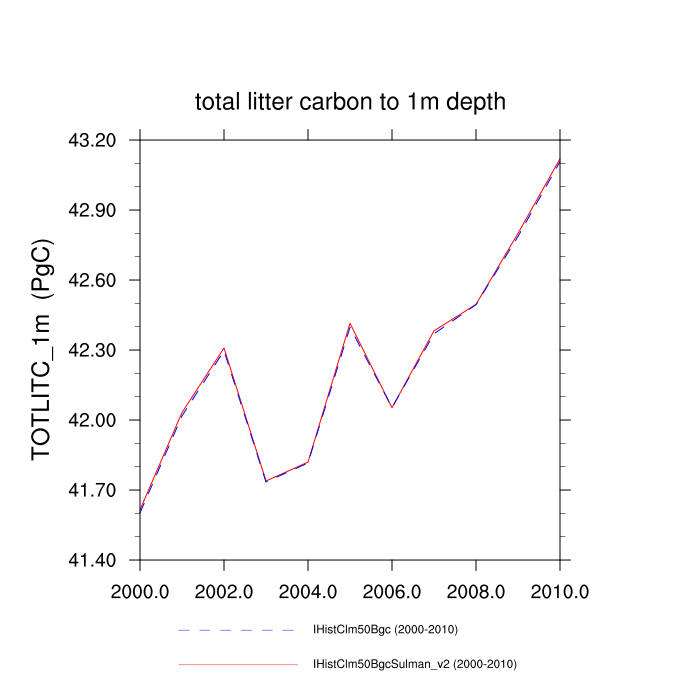 total litter carbon to 1m depth
TOTLITC_1m (PgC)
43.20
42.90
42.60
42.30
42.00
41.70
41.40
2000.0 2002.0 2004.0 2006.0 2008.0 2010.0
IHistClm50Bgc (2000-2010)
IHistClm50BgcSulman_v2 (2000-2010)